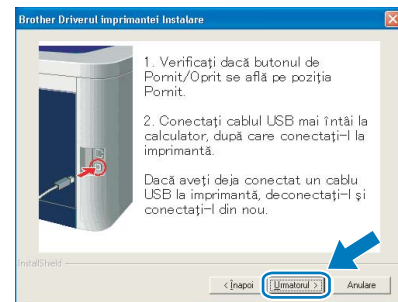 Brother Driverul imprimantei Instalare
1. Verificați dacă butonul de
Pornit/Oprit se află pe poziția
Pornit.
2. Conectați cablul USB mai întâi la
calculator, după care conectați-l la
imprimantă.
Dacă aveți deja conectat un cablu
USB la imprimantă, deconectați-l și
conectați-l din nou.
InstallShield
< Înapoi Urmatorul > Anulare